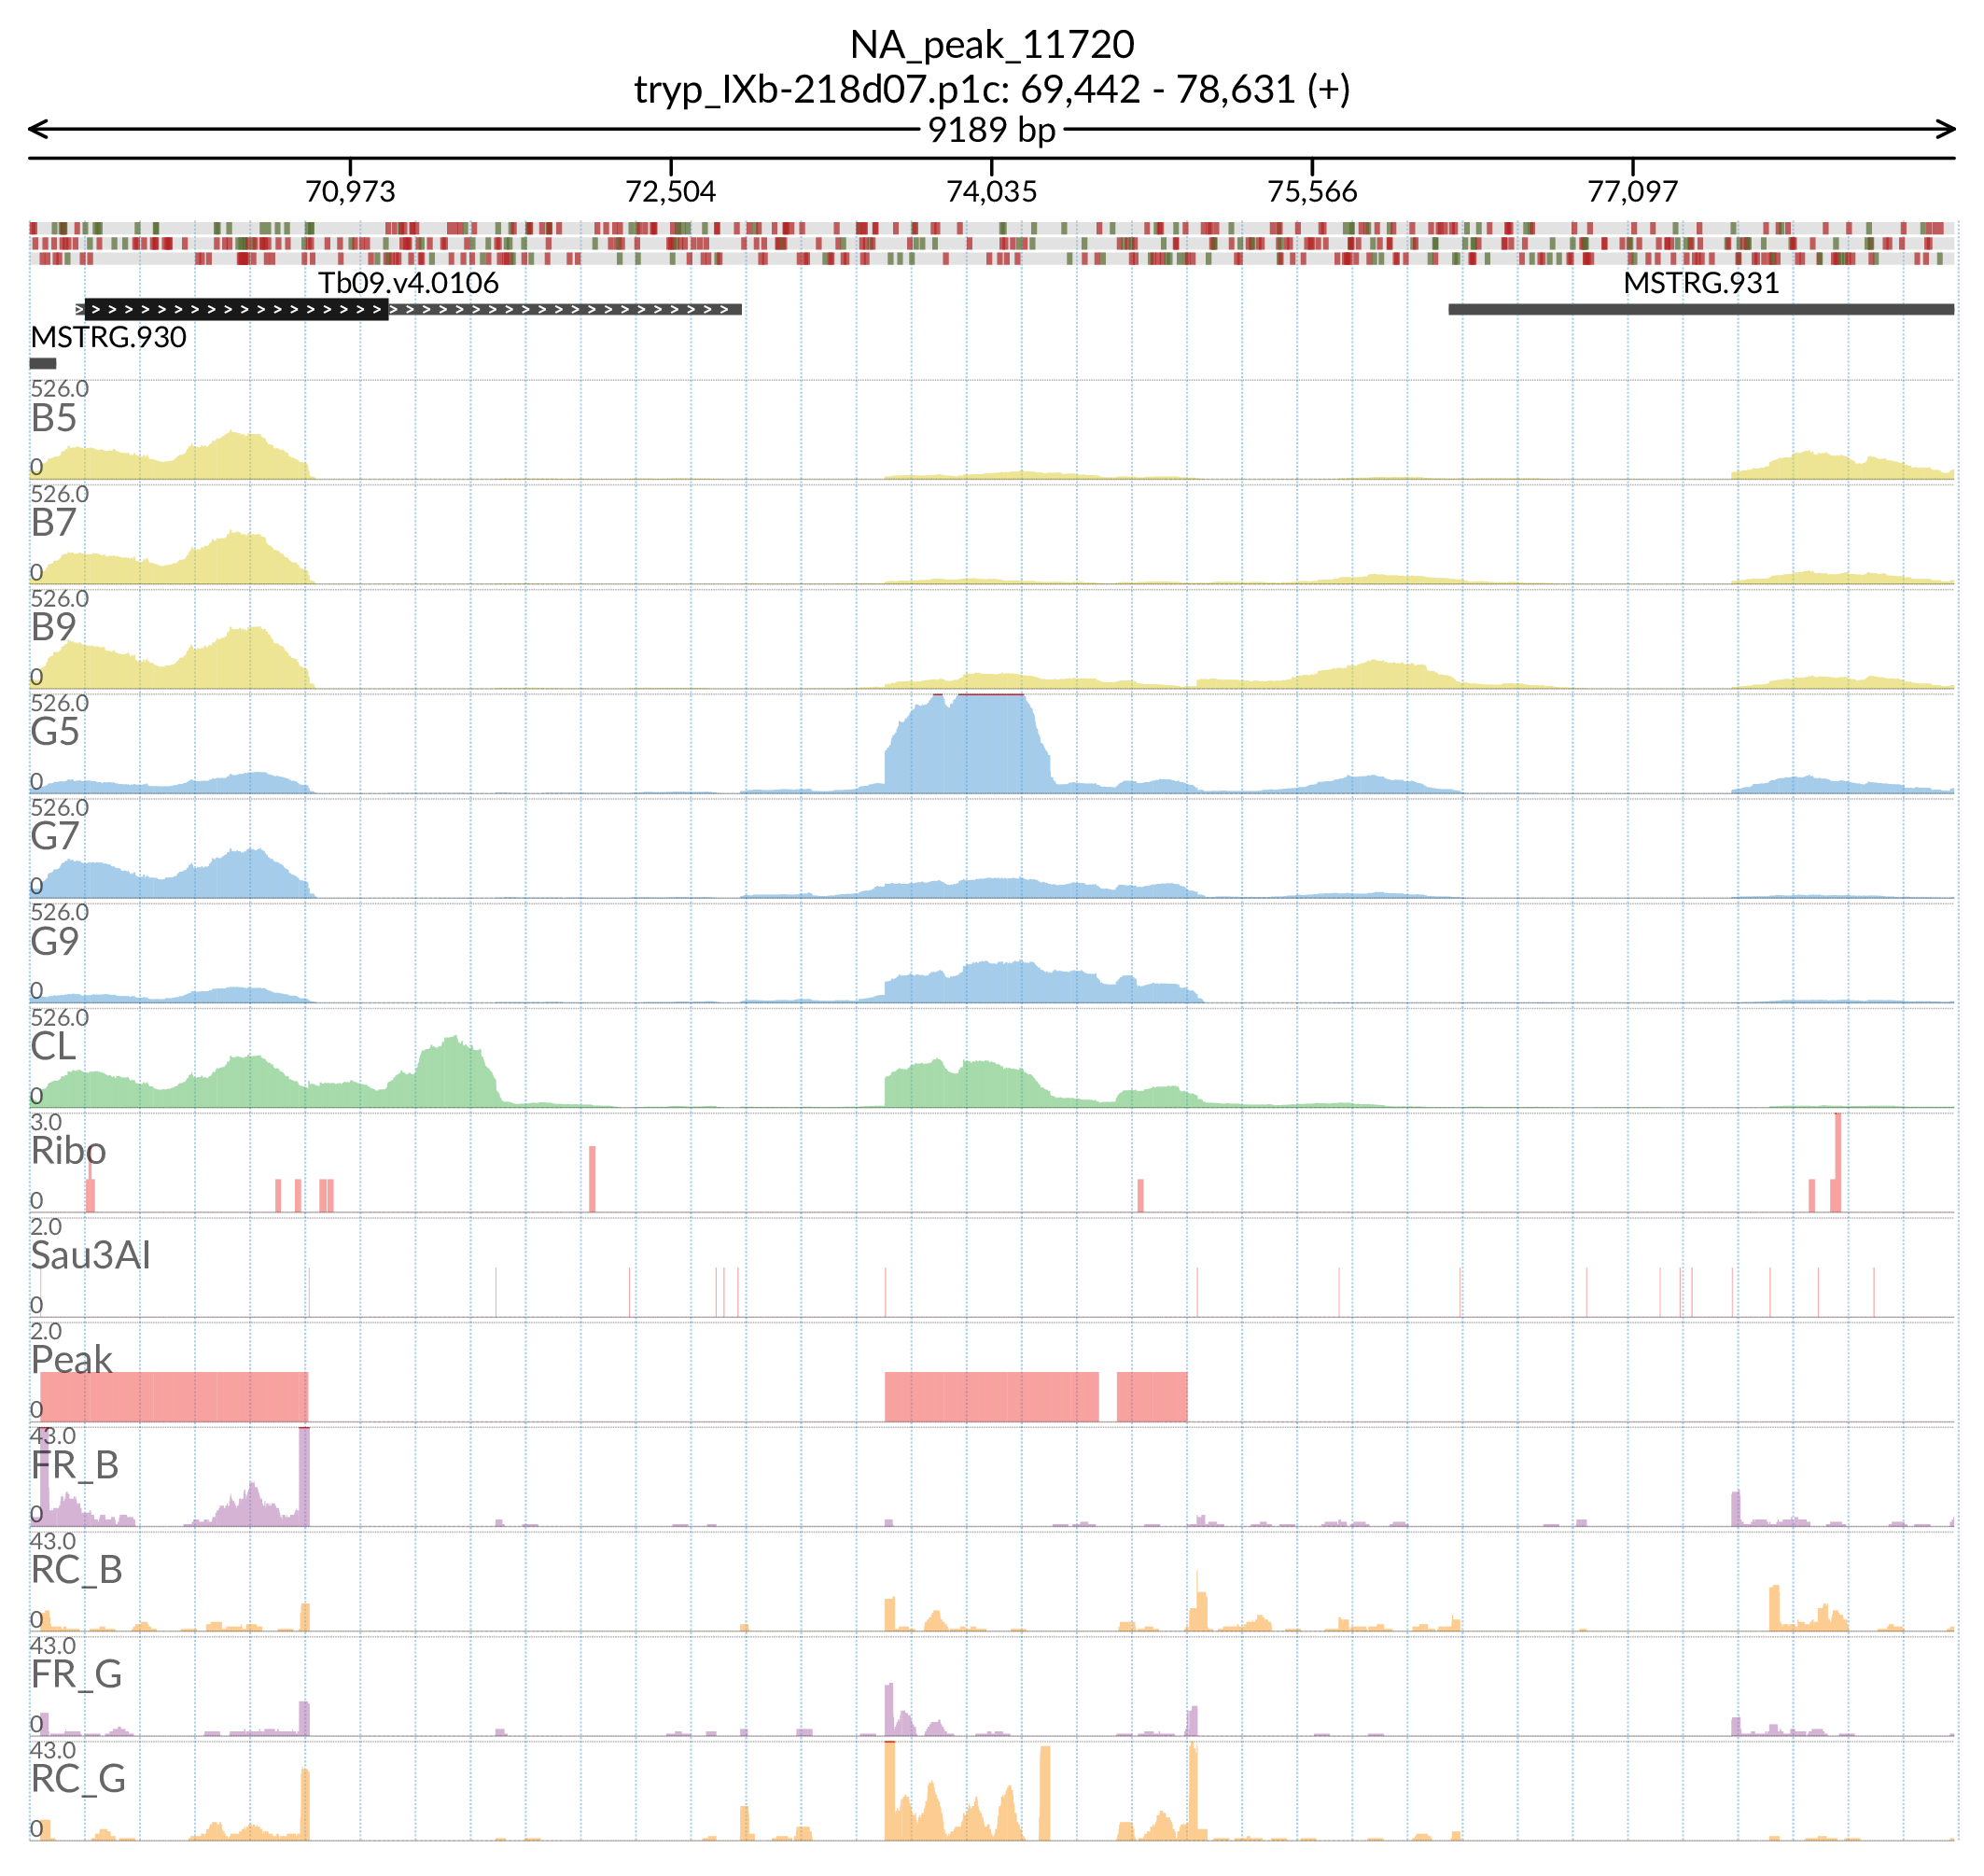 NA_peak_11720
tryp_IXb-218d07.p1c: 69,442 - 78,631 (+)
9189 bp
70,973 72,504 74,035 75,566 77,097
Tb09.v4.0106 MSTRG.931
MSTRG.930
526.0
B5
0
526.0
B7
0
526.0
B9
0
526.0
G5
0
526.0
G7
0
526.0
G9
0
526.0
CL
0
3.0
Ribo
0
2.0
Sau3AI
0
2.0
Peak
0
43.0
FR_B
0
43.0
RC_B
0
43.0
FR_G
0
43.0
RC_G
0